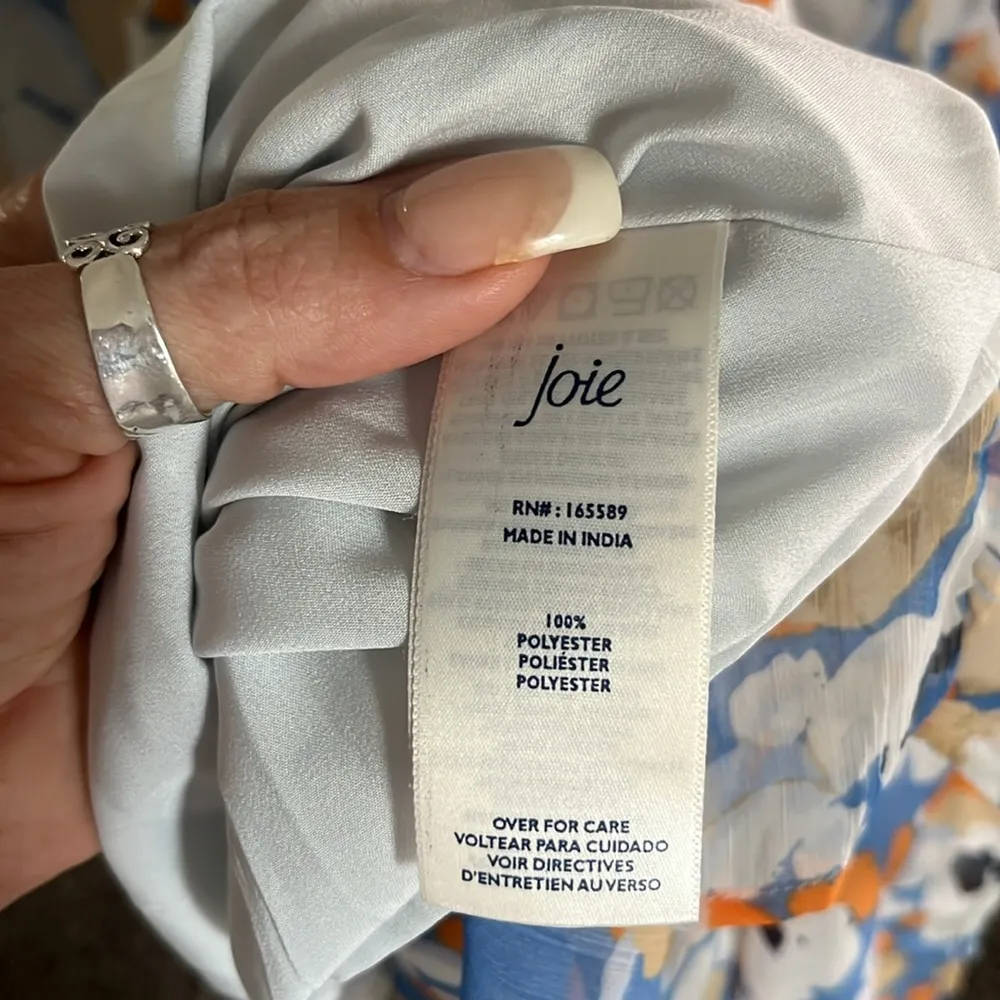 joie
RN#: 165589
MADE IN INDIA
100%
POLYESTER
POLIÉSTER
POLYESTER
OVER FOR CARE
VOLTEAR PARA CUIDADO
VOIR DIRECTIVES
D'ENTRETIEN AU VERSO